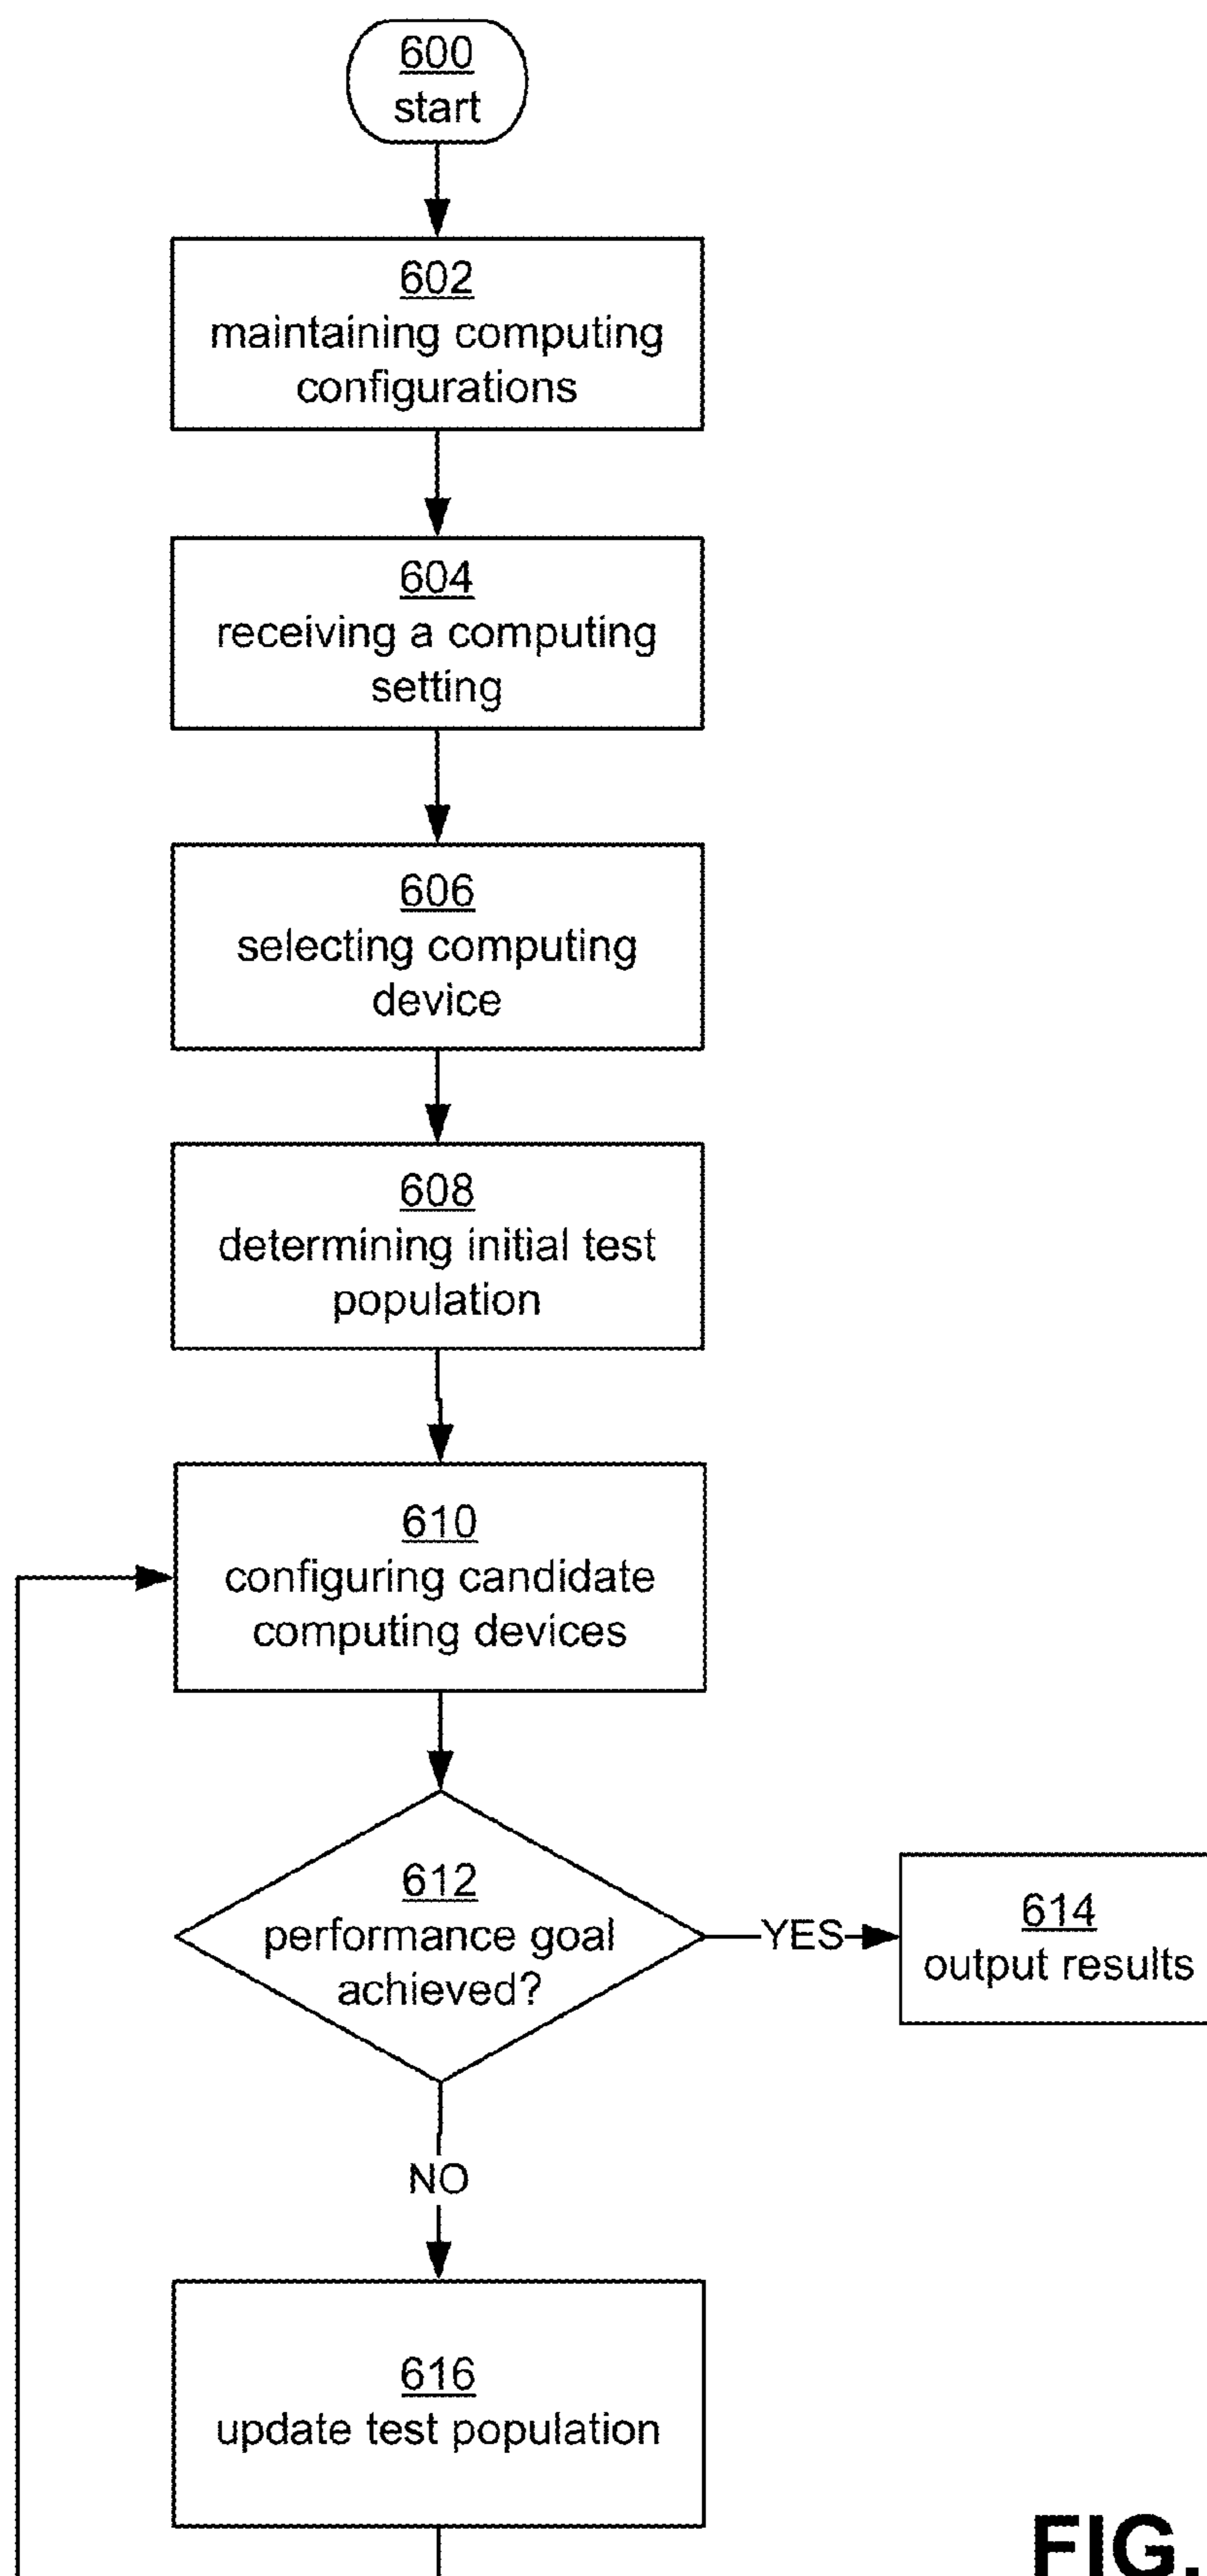 600
start
602
maintaining computing
configurations
604
receiving a computing
setting
606
selecting computing
device
608
determining initial test
population
610
configuring candidate
computing devices
612
performance goal
achieved?
YES
614
output results
NO
616
update test population
FIG.